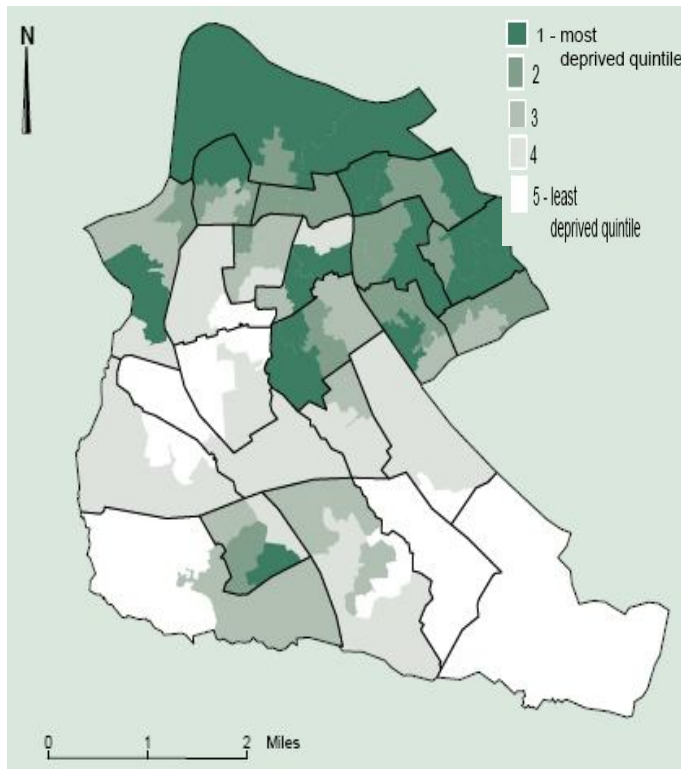 N
1 - most
deprived quintile
2
3
4
5 - least
deprived quintile
0 1 2 Miles